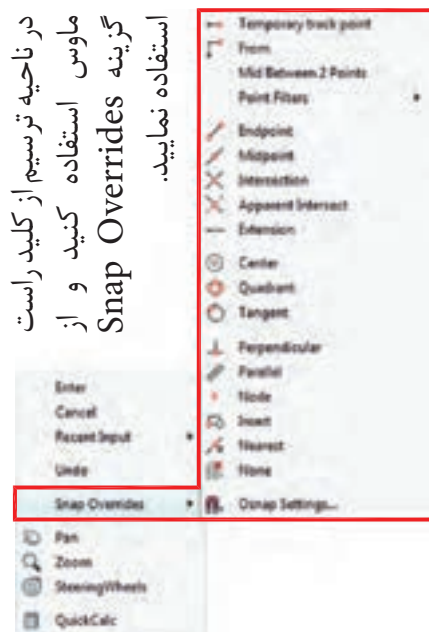 در ناحیه ترسیم از کلید راست
ماوس استفاده کنید و از
گزینه Snap Overrides
استفاده نمایید.
Temporary track point
From
Mid Between 2 Points
Point Filters
Endpoint
Midpoint
Intersection
Apparent Intersect
Extension
Center
Quadrant
Tangent
Perpendicular
Parallel
Node
Insert
Nearest
None
Osnap Settings...
Enter
Cancel
Recent Input
Undo
Snap Overrides
Pan
Zoom
SteeringWheels
QuickCalc